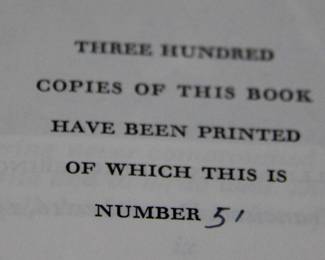 THREE HUNDRED
COPIES OF THIS BOOK
HAVE BEEN PRINTED
OF WHICH THIS IS
NUMBER 51